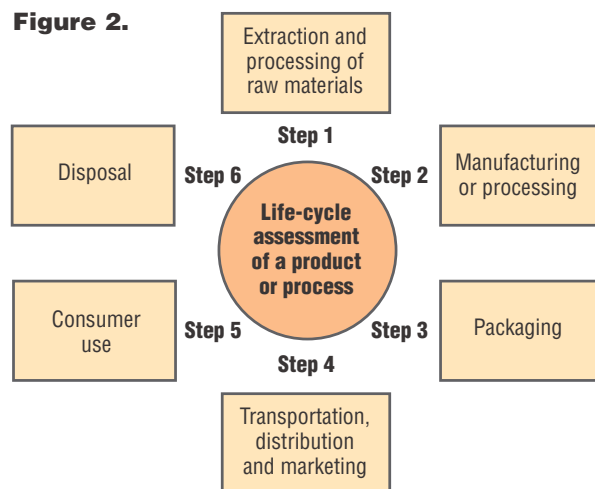 Figure 2.
Extraction and
processing of
raw materials
Step 1
Step 2
Manufacturing
or processing
Step 3
Packaging
Step 4
Transportation,
distribution
and marketing
Step 5
Consumer
use
Step 6
Disposal
Life-cycle
assessment
of a product
or process